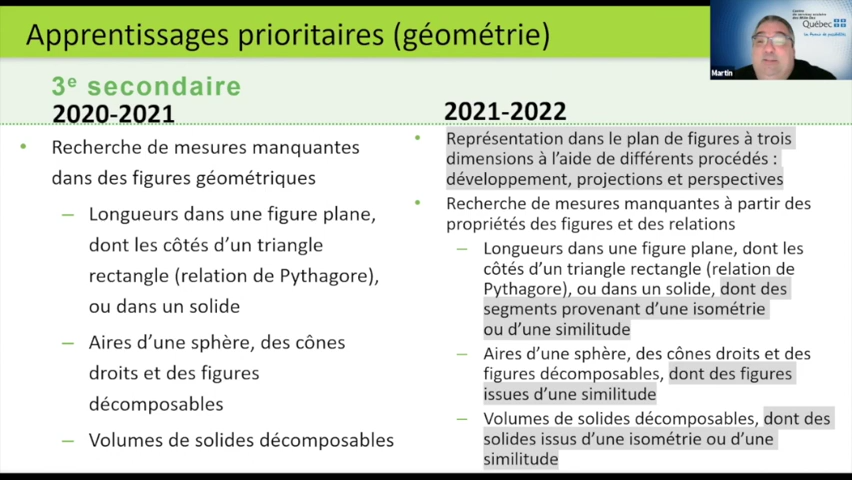 Apprentissages prioritaires (géométrie)
Québec
Martin
3e secondaire
2020-2021
• Recherche de mesures manquantes
dans des figures géométriques
– Longueurs dans une figure plane,
dont les côtés d'un triangle
rectangle (relation de Pythagore),
ou dans un solide
– Aires d'une sphère, des cônes
droits et des figures
décomposables
– Volumes de solides décomposables
2021-2022
• Représentation dans le plan de figures à trois
dimensions à l'aide de différents procédés :
développement, projections et perspectives
• Recherche de mesures manquantes à partir des
propriétés des figures et des relations
– Longueurs dans une figure plane, dont les
côtés d'un triangle rectangle (relation de
Pythagore), ou dans un solide, dont des
segments provenant d'une isométrie
ou d'une similitude
– Aires d'une sphère, des cônes droits et des
figures décomposables, dont des figures
issues d'une similitude
– Volumes de solides décomposables, dont des
solides issus d'une isométrie ou d'une
similitude